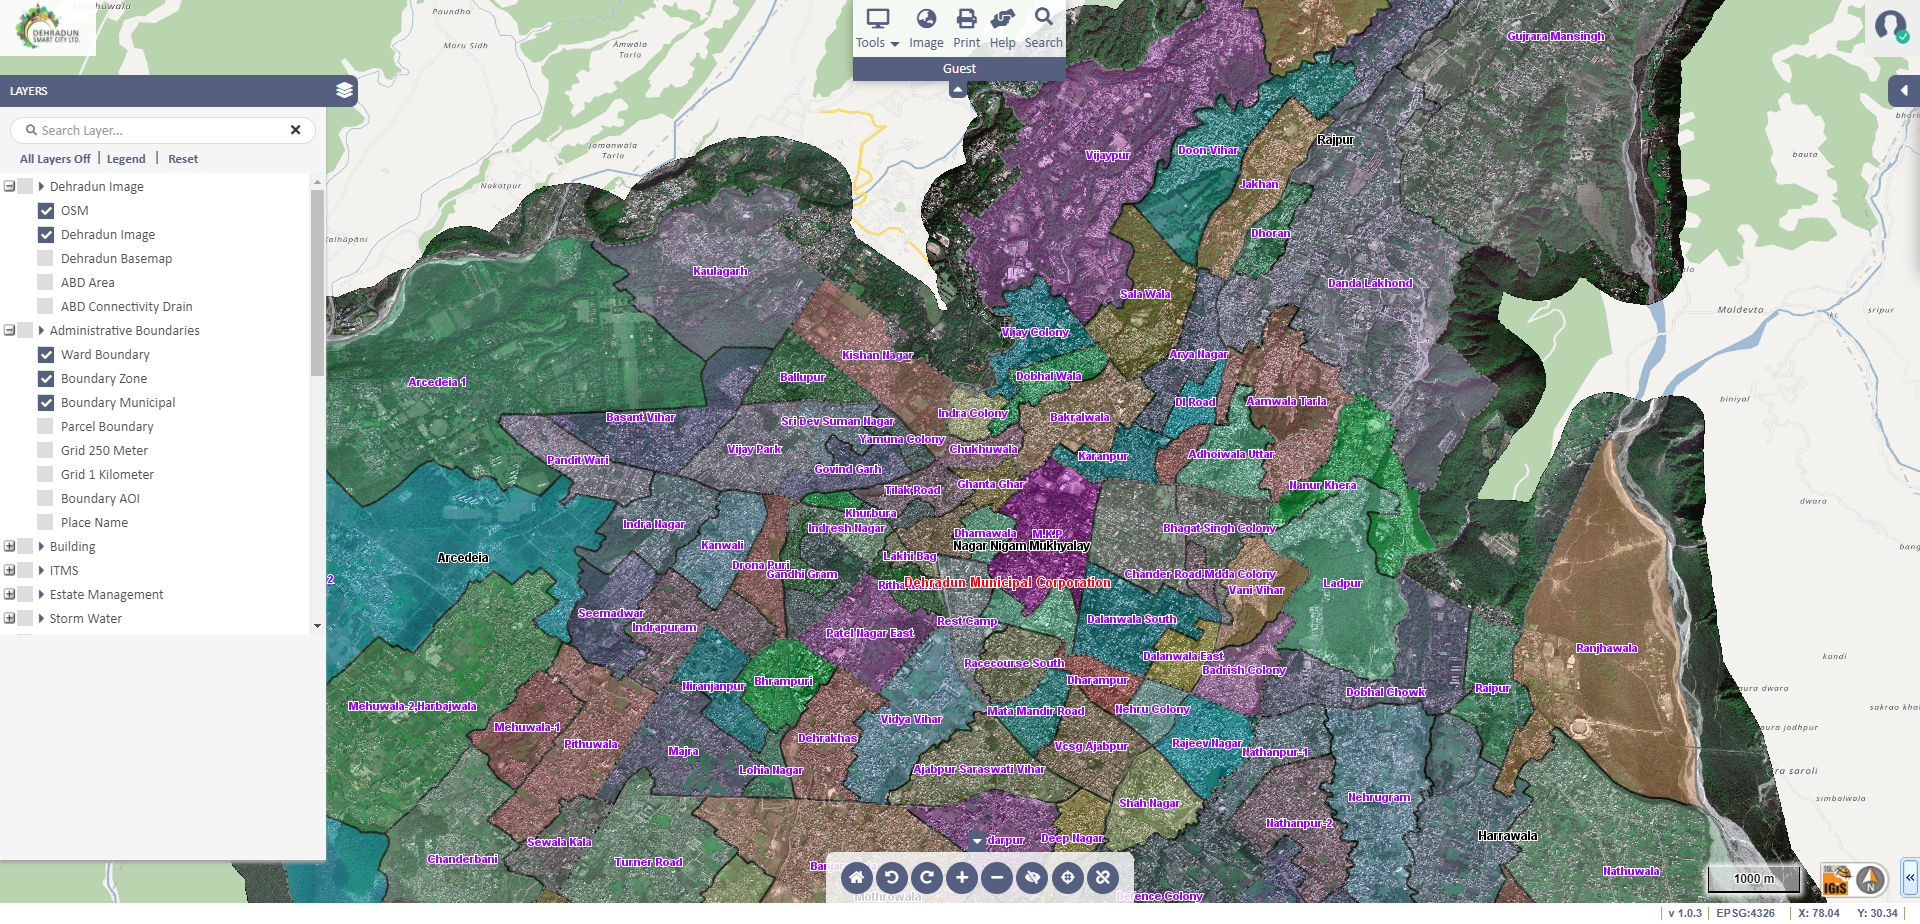 DEHRADUN
SMART CITY LTD.
Paundho
Maru Sidh
Amwala
Tarla
Tools Image Print Help Search
Guest
Gujrara Mansingh
LAYERS
Search Layer...
All Layers Off | Legend | Reset
Dehradun Image
OSM
Dehradun Image
Dehradun Basemap
ABD Area
ABD Connectivity Drain
Administrative Boundaries
Ward Boundary
Boundary Zone
Boundary Municipal
Parcel Boundary
Grid 250 Meter
Grid 1 Kilometer
Boundary AOI
Place Name
Building
ITMS
Estate Management
Storm Water
Jamanwala
Tarla
Nakatpur
Vijaypur
Doon Vihar
Rajpur
Jakhan
Dhoran
bauta
Kaulagarh
Sala Wala
Danda Lakhond
Maldevta
kc
sripur
Vijay Colony
Kishan Nagar
Arya Nagar
Arcedeia 1
Ballupur
Dobhal Wala
Dl Road
Aamwala Tarla
biniyal
Basant Vihar
Sri Dev Suman Nagar
Indra Colony
Bakralwala
Yamuna Colony
Vijay Park
Chukhuwala
Pandit Wari
Govind Garh
Karanpur
Adhoiwala Uttar
Tilak Road
Ghanta Ghar
Nanur Khera
dwara
Indra Nagar
Khurbura
Indresh Nagar
Dhamawala
M.K.P
Bhagat Singh Colony
Kanwali
Nagar Nigam Mukhyalay
Arcedeia
Lakhi Bag
Drona Puri
Gandhi Gram
Chander Road Mdda Colony
Dehradun Municipal Corporation
Ladpur
Vani Vihar
Seemadwar
Indrapuram
Patel Nagar East
Rest Camp
Dalanwala South
Ranjhawala
Racecourse South
Dalanwala East
Badrish Colony
kandi
Niranjanpur
Bhrampuri
Dharampur
Dobhal Chowk
Raipur
Mehuwala-2,Harbajwala
Vidya Vihar
Mata Mandir Road
Nehru Colony
Mehuwala-1
Pithuwala
Dehrakhas
Majra
Vcsg Ajabpur
Rajeev Nagar
Nathanpur-1
Lohia Nagar
Ajabpur Saraswati Vihar
Nehrugram
Shah Nagar
simbalwala
Nathanpur-2
Harrawala
Sewala Kala
Deep Nagar
Chanderbani
Turner Road
Nathuwala
Defence Colony
Mothrowala
1000 m
IGiS
N
v 1.0.3 | EPSG:4326 | X: 78.04 Y: 30.34